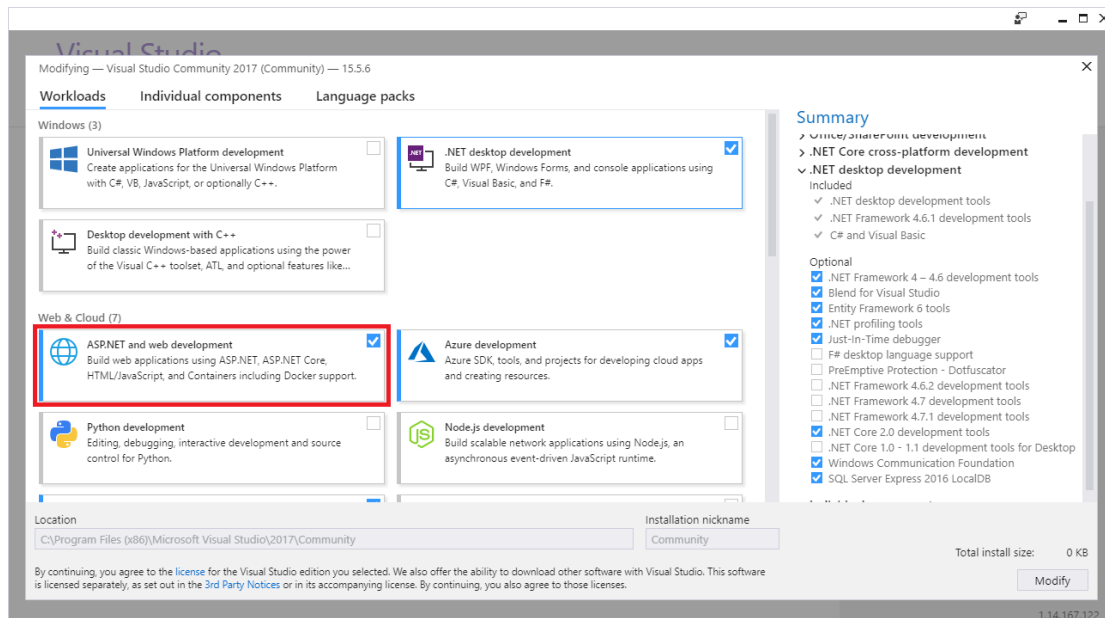 Visual Studio
Modifying — Visual Studio Community 2017 (Community) — 15.5.6
Workloads
Individual components
Language packs
Windows (3)
Universal Windows Platform development
Create applications for the Universal Windows Platform
with C#, VB, JavaScript, or optionally C++.
.NET
.NET desktop development
Build WPF, Windows Forms, and console applications using
C#, Visual Basic, and F#.
Desktop development with C++
Build classic Windows-based applications using the power
of the Visual C++ toolset, ATL, and optional features like...
Web & Cloud (7)
ASP.NET and web development
Build web applications using ASP.NET, ASP.NET Core,
HTML/JavaScript, and Containers including Docker support.
Azure development
Azure SDK, tools, and projects for developing cloud apps
and creating resources.
Python development
Editing, debugging, interactive development and source
control for Python.
JS
Node.js development
Build scalable network applications using Node.js, an
asynchronous event-driven JavaScript runtime.
Summary
Office/SharePoint development
.NET Core cross-platform development
.NET desktop development
Included
.NET desktop development tools
.NET Framework 4.6.1 development tools
C# and Visual Basic
Optional
.NET Framework 4 – 4.6 development tools
Blend for Visual Studio
Entity Framework 6 tools
.NET profiling tools
Just-In-Time debugger
F# desktop language support
PreEmptive Protection - Dotfuscator
.NET Framework 4.6.2 development tools
.NET Framework 4.7 development tools
.NET Framework 4.7.1 development tools
.NET Core 2.0 development tools
.NET Core 1.0 - 1.1 development tools for Desktop
Windows Communication Foundation
SQL Server Express 2016 LocalDB
Location
C:\Program Files (x86)\Microsoft Visual Studio\2017\Community
Installation nickname
Community
Total install size: 0 KB
By continuing, you agree to the license for the Visual Studio edition you selected. We also offer the ability to download other software with Visual Studio. This software
is licensed separately, as set out in the 3rd Party Notices or in its accompanying license. By continuing, you also agree to those licenses.
Modify
1.14.167.122